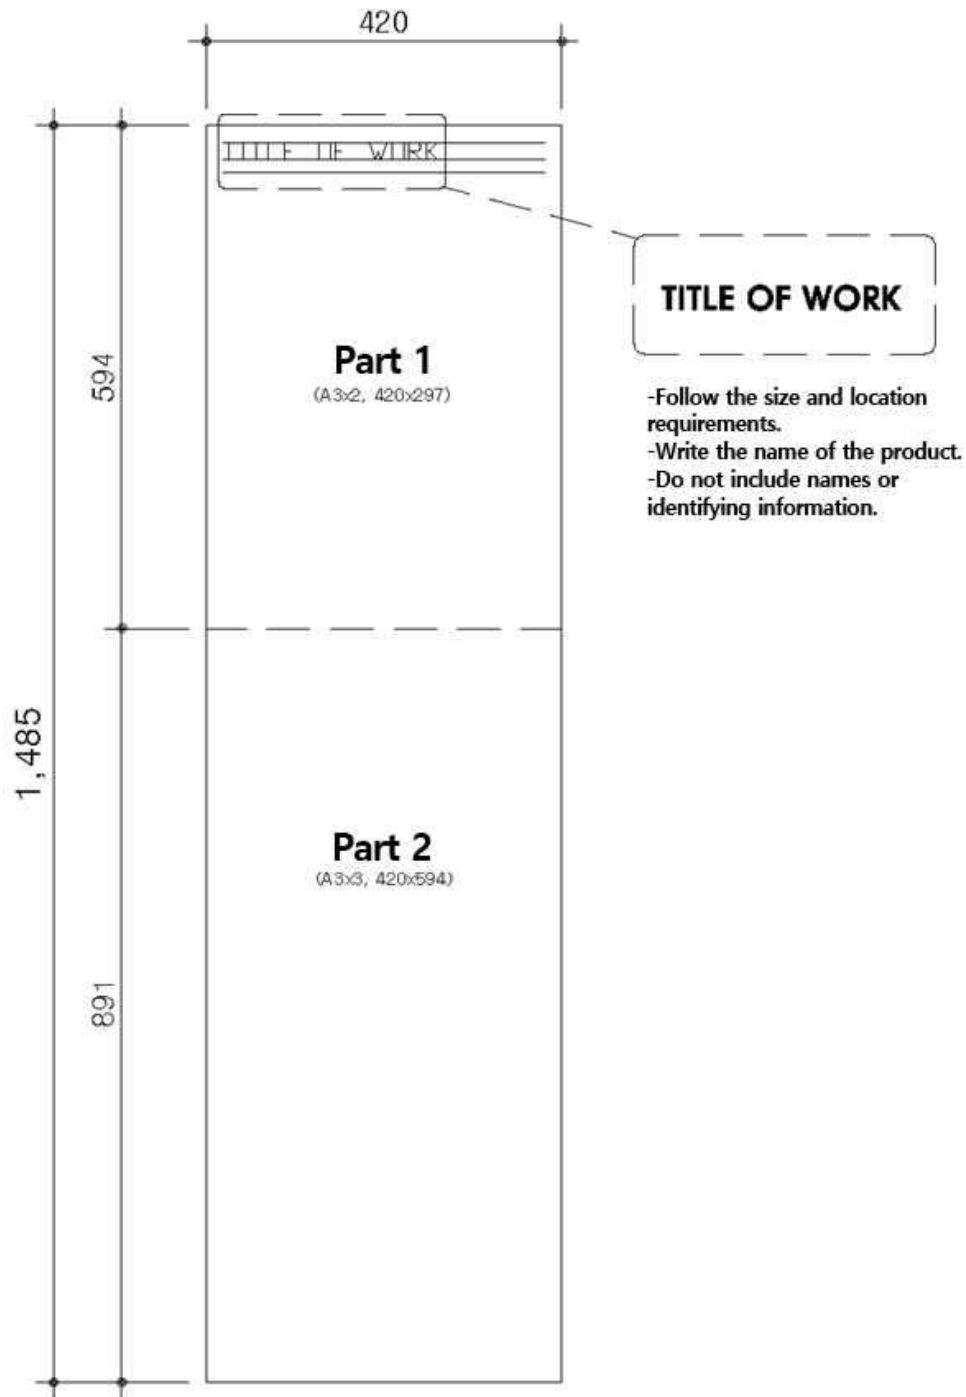 420
TITLE OF WORK
TITLE OF WORK
594
Part 1
(A3x2, 420x297)
-Follow the size and location
requirements.
-Write the name of the product.
-Do not include names or
identifying information.
1,485
Part 2
(A3x3, 420x594)
891